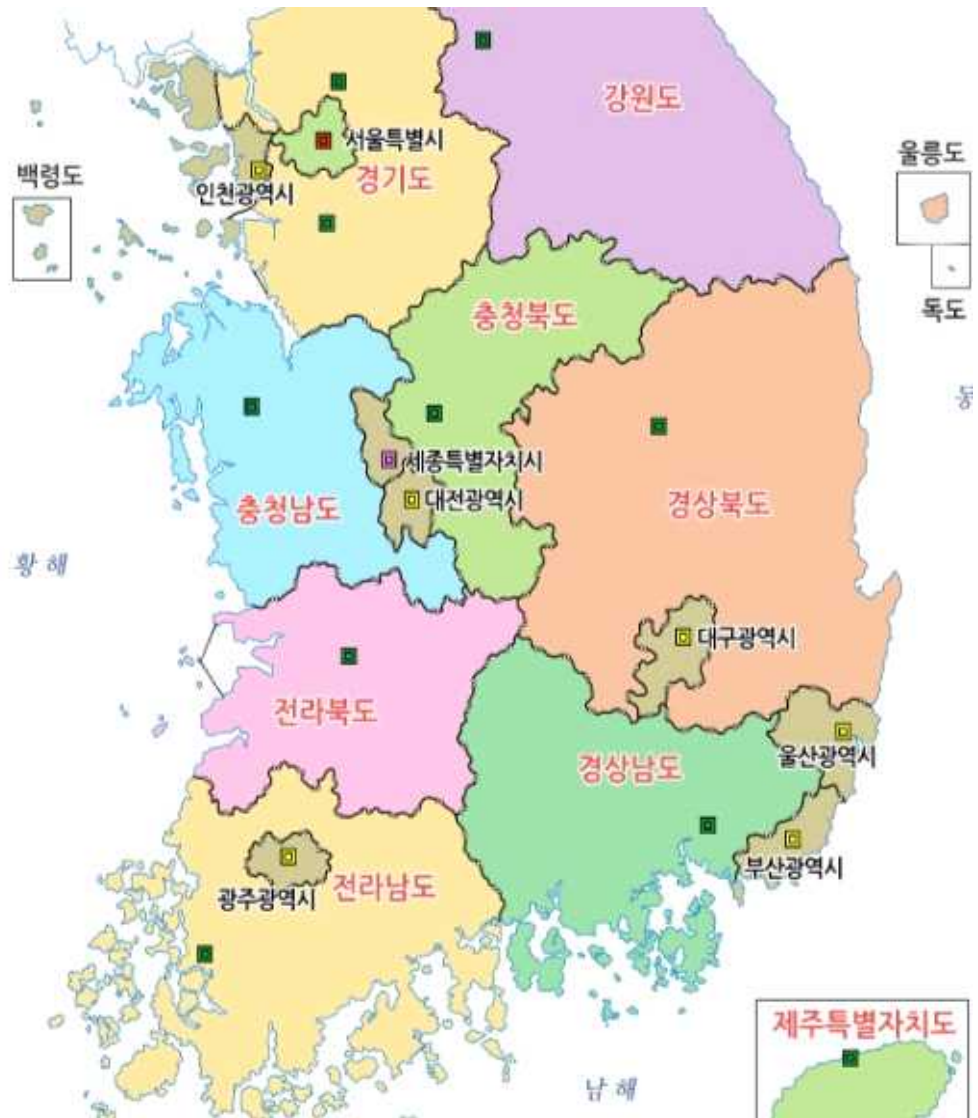 강원도
서울특별시
울릉도
백령도
경기도
인천광역시
독도
충청북도
세종특별자치시
대전광역시
충청남도
경상북도
황해
대구광역시
전라북도
울산광역시
경상남도
부산광역시
전라남도
광주광역시
제주특별자치도
남해